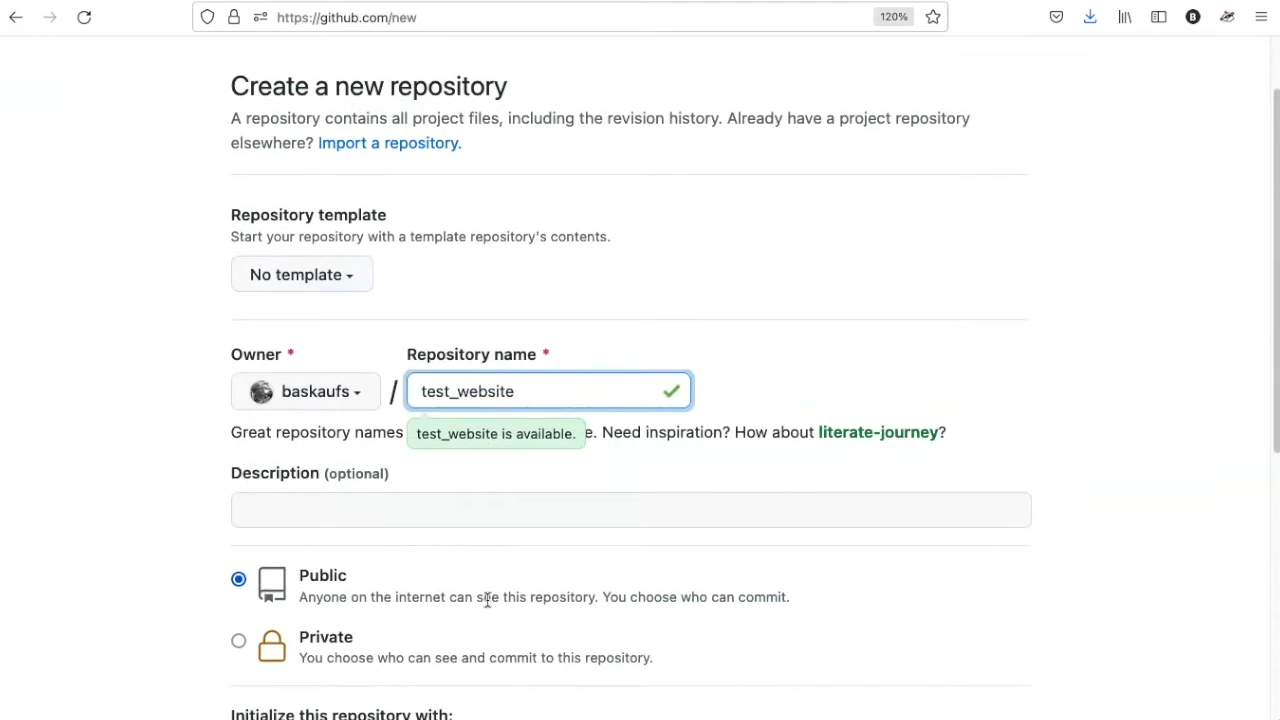 https://github.com/new
120%
B
Create a new repository
A repository contains all project files, including the revision history. Already have a project repository
elsewhere? Import a repository.
Repository template
Start your repository with a template repository's contents.
No template
Owner * Repository name *
baskaufs / test_website
Great repository names e. Need inspiration? How about literate-journey?
test_website is available.
Description (optional)
Public
Anyone on the internet can see this repository. You choose who can commit.
Private
You choose who can see and commit to this repository.
Initialize this repository with: